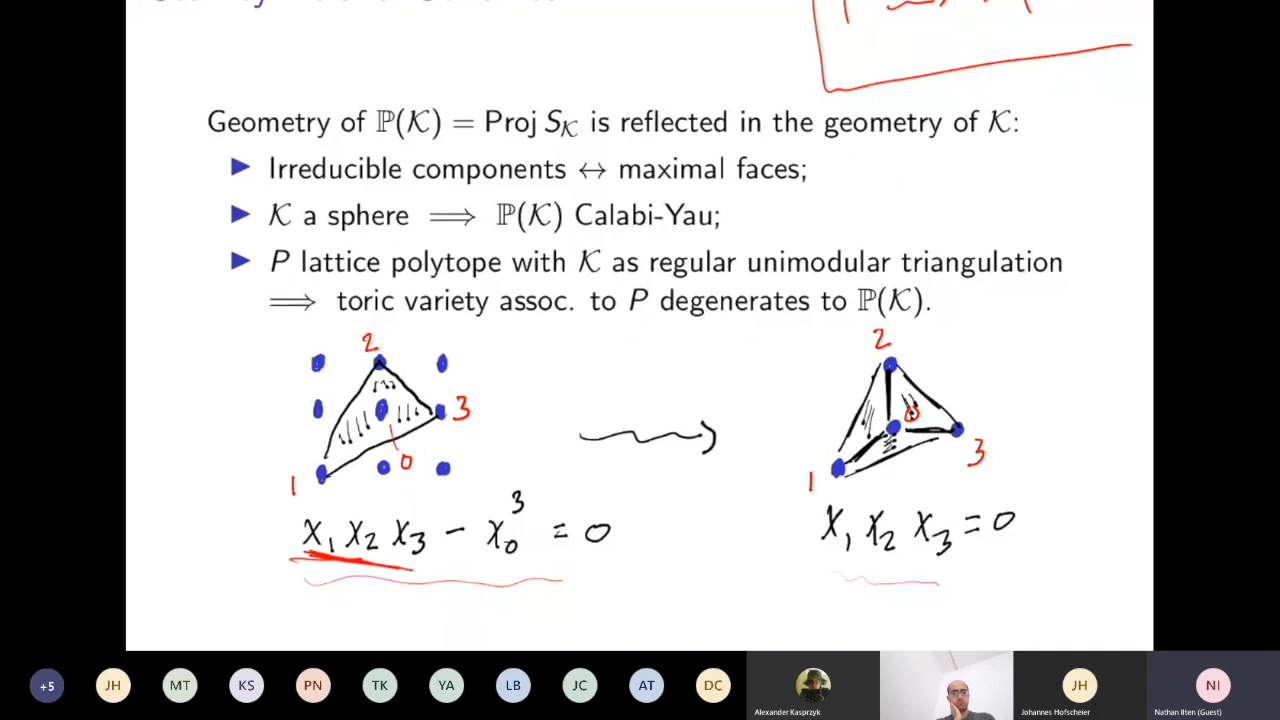 Geometry of ℙ(𝒦) = Proj S_𝒦 is reflected in the geometry of 𝒦:
▶ Irreducible components ↔ maximal faces;
▶ 𝒦 a sphere ⟹ ℙ(𝒦) Calabi-Yau;
▶ P lattice polytope with 𝒦 as regular unimodular triangulation
⟹ toric variety assoc. to P degenerates to ℙ(𝒦).
2
3
0
1
2
0
3
1
x₁ x₂ x₃ − x₀³ = 0
x₁ x₂ x₃ = 0
+5
JH
MT
KS
PN
TK
YA
LB
JC
AT
DC
Alexander Kasprzyk
JH
Johannes Hofscheier
NI
Nathan Ilten (Guest)